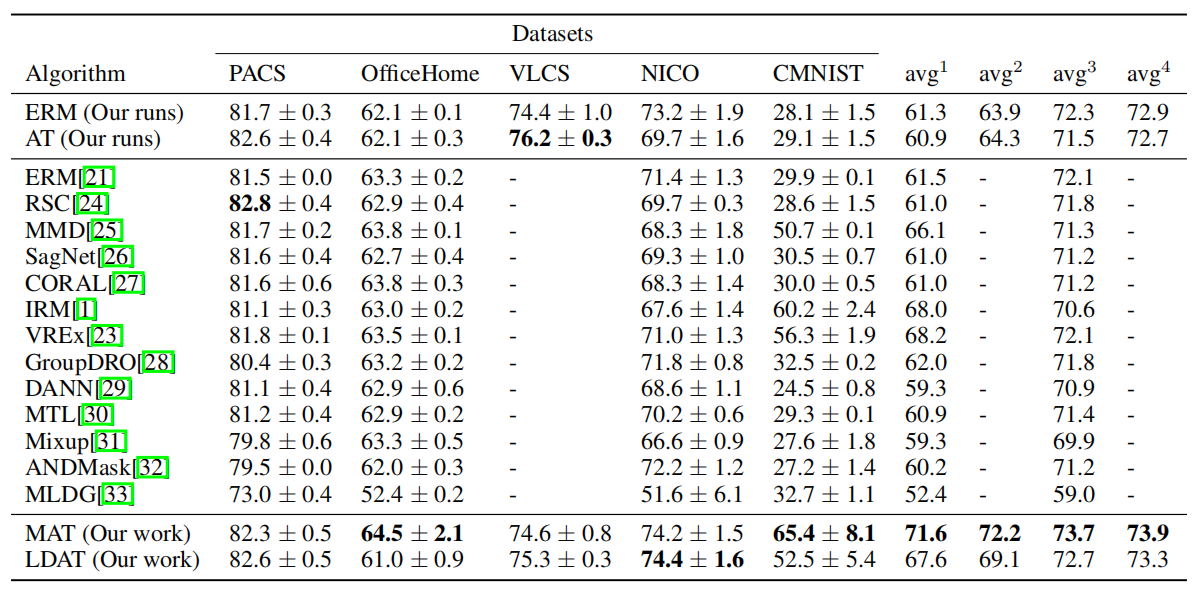 Datasets
Algorithm PACS OfficeHome VLCS NICO CMNIST avg¹ avg² avg³ avg⁴
ERM (Our runs) 81.7 ± 0.3 62.1 ± 0.1 74.4 ± 1.0 73.2 ± 1.9 28.1 ± 1.5 61.3 63.9 72.3 72.9
AT (Our runs) 82.6 ± 0.4 62.1 ± 0.3 76.2 ± 0.3 69.7 ± 1.6 29.1 ± 1.5 60.9 64.3 71.5 72.7
ERM[21] 81.5 ± 0.0 63.3 ± 0.2 - 71.4 ± 1.3 29.9 ± 0.1 61.5 - 72.1 -
RSC[24] 82.8 ± 0.4 62.9 ± 0.4 - 69.7 ± 0.3 28.6 ± 1.5 61.0 - 71.8 -
MMD[25] 81.7 ± 0.2 63.8 ± 0.1 - 68.3 ± 1.8 50.7 ± 0.1 66.1 - 71.3 -
SagNet[26] 81.6 ± 0.4 62.7 ± 0.4 - 69.3 ± 1.0 30.5 ± 0.7 61.0 - 71.2 -
CORAL[27] 81.6 ± 0.6 63.8 ± 0.3 - 68.3 ± 1.4 30.0 ± 0.5 61.0 - 71.2 -
IRM[1] 81.1 ± 0.3 63.0 ± 0.2 - 67.6 ± 1.4 60.2 ± 2.4 68.0 - 70.6 -
VREx[23] 81.8 ± 0.1 63.5 ± 0.1 - 71.0 ± 1.3 56.3 ± 1.9 68.2 - 72.1 -
GroupDRO[28] 80.4 ± 0.3 63.2 ± 0.2 - 71.8 ± 0.8 32.5 ± 0.2 62.0 - 71.8 -
DANN[29] 81.1 ± 0.4 62.9 ± 0.6 - 68.6 ± 1.1 24.5 ± 0.8 59.3 - 70.9 -
MTL[30] 81.2 ± 0.4 62.9 ± 0.2 - 70.2 ± 0.6 29.3 ± 0.1 60.9 - 71.4 -
Mixup[31] 79.8 ± 0.6 63.3 ± 0.5 - 66.6 ± 0.9 27.6 ± 1.8 59.3 - 69.9 -
ANDMask[32] 79.5 ± 0.0 62.0 ± 0.3 - 72.2 ± 1.2 27.2 ± 1.4 60.2 - 71.2 -
MLDG[33] 73.0 ± 0.4 52.4 ± 0.2 - 51.6 ± 6.1 32.7 ± 1.1 52.4 - 59.0 -
MAT (Our work) 82.3 ± 0.5 64.5 ± 2.1 74.6 ± 0.8 74.2 ± 1.5 65.4 ± 8.1 71.6 72.2 73.7 73.9
LDAT (Our work) 82.6 ± 0.5 61.0 ± 0.9 75.3 ± 0.3 74.4 ± 1.6 52.5 ± 5.4 67.6 69.1 72.7 73.3